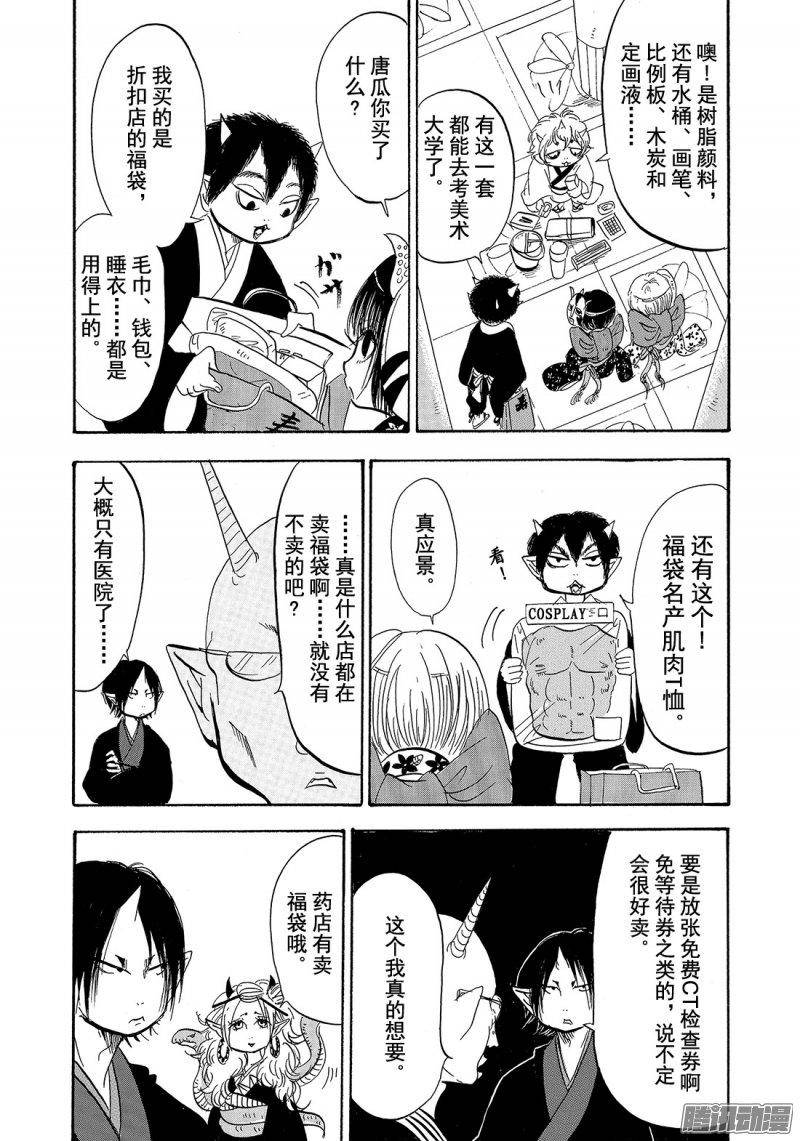 噢！是树脂颜料，
还有水桶、画笔、
比例板、木炭和
定画液……
有这一套
都能去考美术
大学了。
唐瓜你买了
什么？
我买的是
折扣店的福袋，
毛巾、钱包、
睡衣……都是
用得上的。
还有这个！
福袋名产肌肉T恤。
看！
COSPLAY
真应景。
……真是什么店都在
卖福袋啊……就没有
不卖的吧？
大概只有医院
了……
要是放张免费CT检查券啊
免等待券之类的，说不定
会很好卖。
这个我真的想要。
药店有卖
福袋哦。
腾讯动漫